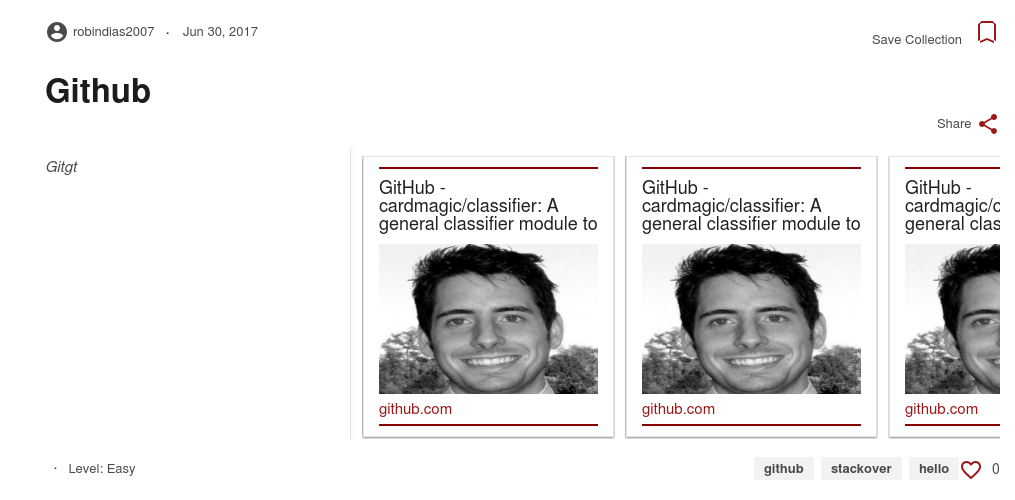 robindias2007 · Jun 30, 2017
Save Collection
Github
Share
Gitgt
GitHub -
cardmagic/classifier: A
general classifier module to
github.com
GitHub -
cardmagic/classifier: A
general classifier module to
github.com
GitHub -
cardmagic/c
general clas
github.com
· Level: Easy
github stackover hello 0